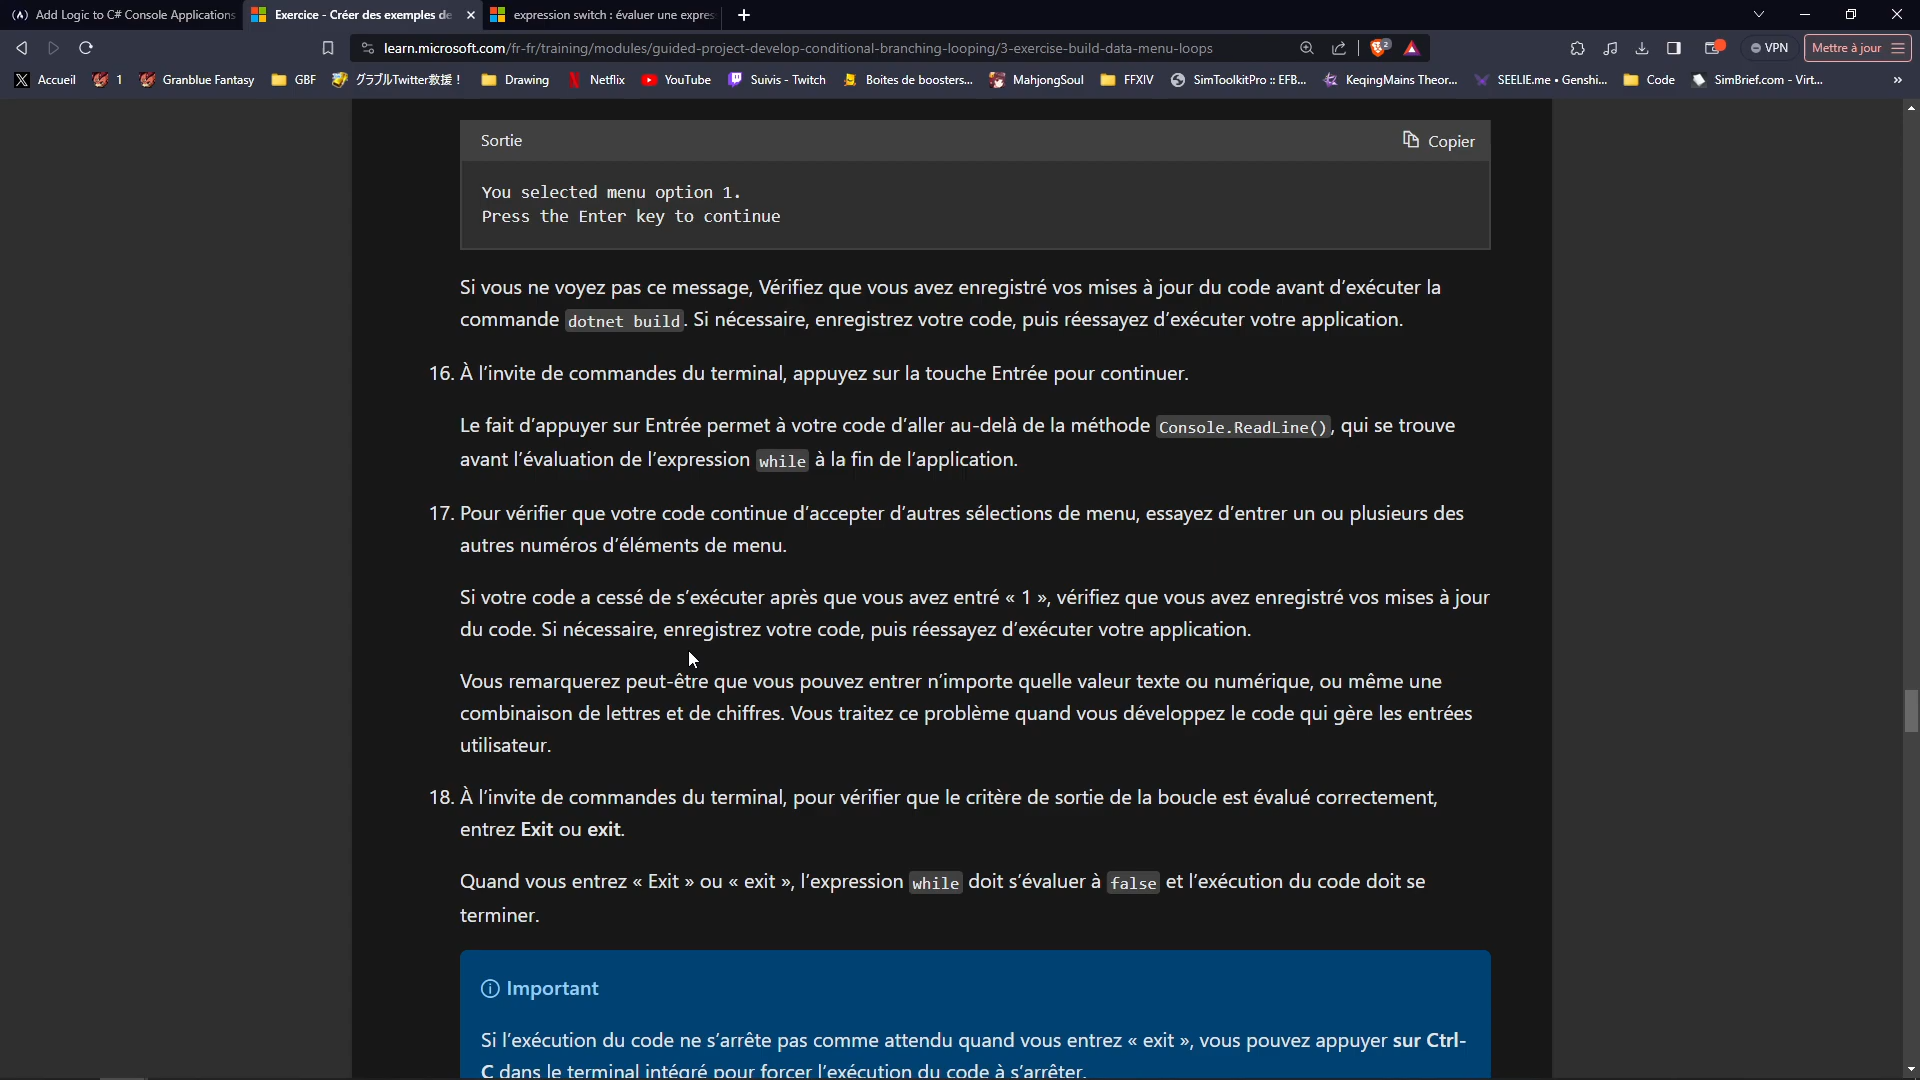 Add Logic to C# Console Applications
Exercice - Créer des exemples de
expression switch : évaluer une expres
learn.microsoft.com/fr-fr/training/modules/guided-project-develop-conditional-branching-looping/3-exercise-build-data-menu-loops
2
VPN
Mettre à jour
Accueil
1
Granblue Fantasy
GBF
グラブルTwitter救援！
Drawing
Netflix
YouTube
Suivis - Twitch
Boites de boosters...
MahjongSoul
FFXIV
SimToolkitPro :: EFB...
KeqingMains Theor...
SEELIE.me • Genshi...
Code
SimBrief.com - Virt...
»
Sortie
Copier
You selected menu option 1.
Press the Enter key to continue
Si vous ne voyez pas ce message, Vérifiez que vous avez enregistré vos mises à jour du code avant d’exécuter la
commande dotnet build. Si nécessaire, enregistrez votre code, puis réessayez d’exécuter votre application.
16. À l’invite de commandes du terminal, appuyez sur la touche Entrée pour continuer.
Le fait d’appuyer sur Entrée permet à votre code d’aller au-delà de la méthode Console.ReadLine(), qui se trouve
avant l’évaluation de l’expression while à la fin de l’application.
17. Pour vérifier que votre code continue d’accepter d’autres sélections de menu, essayez d’entrer un ou plusieurs des
autres numéros d’éléments de menu.
Si votre code a cessé de s’exécuter après que vous avez entré « 1 », vérifiez que vous avez enregistré vos mises à jour
du code. Si nécessaire, enregistrez votre code, puis réessayez d’exécuter votre application.
Vous remarquerez peut-être que vous pouvez entrer n’importe quelle valeur texte ou numérique, ou même une
combinaison de lettres et de chiffres. Vous traitez ce problème quand vous développez le code qui gère les entrées
utilisateur.
18. À l’invite de commandes du terminal, pour vérifier que le critère de sortie de la boucle est évalué correctement,
entrez Exit ou exit.
Quand vous entrez « Exit » ou « exit », l’expression while doit s’évaluer à false et l’exécution du code doit se
terminer.
Important
Si l’exécution du code ne s’arrête pas comme attendu quand vous entrez « exit », vous pouvez appuyer sur Ctrl-
C dans le terminal intégré pour forcer l’exécution du code à s’arrêter.